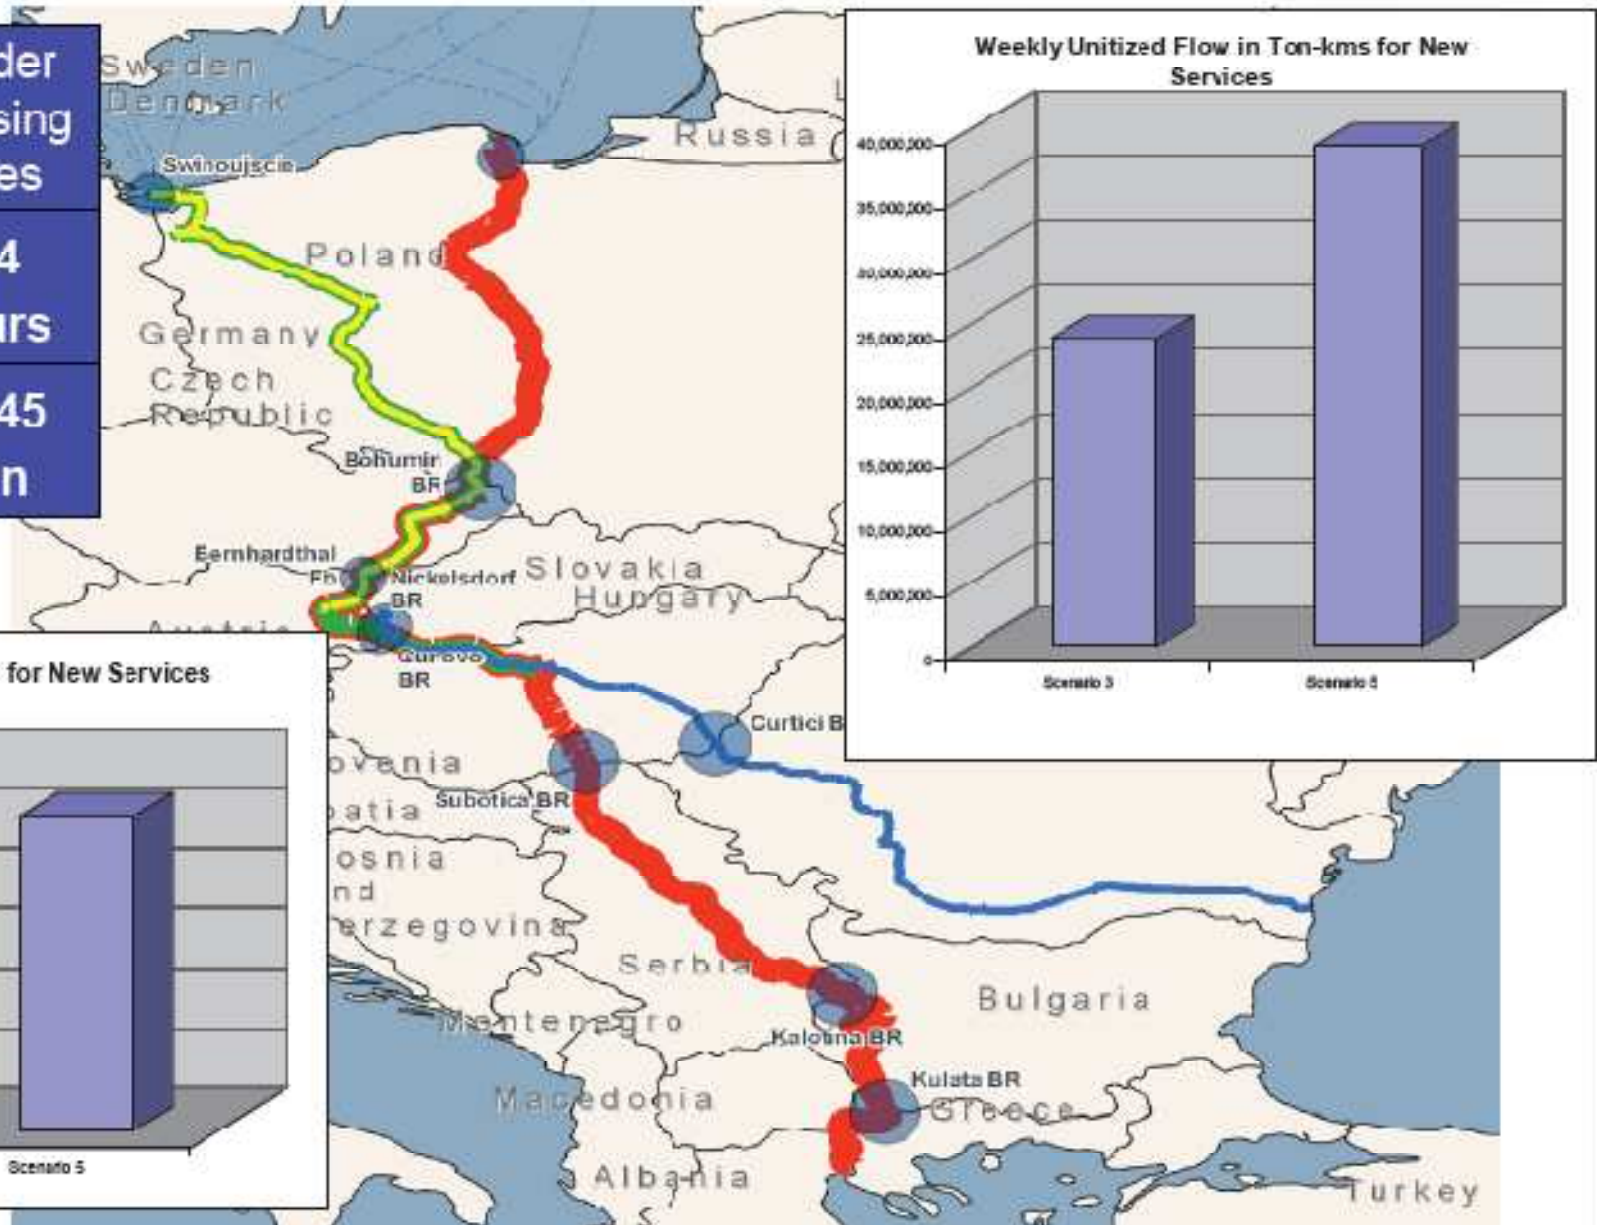 der
sing
es
4
urs
45
n
Sweden
Denmark
Swinoujscie
Russia
Poland
Germany
Czech
Republic
Bohumin
BR
Bernhardthal
Nickelsdorf
BR
Slovakia
Hungary
Austria
BR
Curtici B
ovenia
Subotica BR
oatia
osnia
nd
erzegovina
Serbia
Montenegro
Bulgaria
Kalotina BR
Kulata BR
Macedonia
Greece
Albania
Turkey
Weekly Unitized Flow in Ton-kms for New
Services
40,000,000
35,000,000
30,000,000
25,000,000
20,000,000
15,000,000
10,000,000
5,000,000
0
Scenario 3
Scenario 5
for New Services
Scenario 5